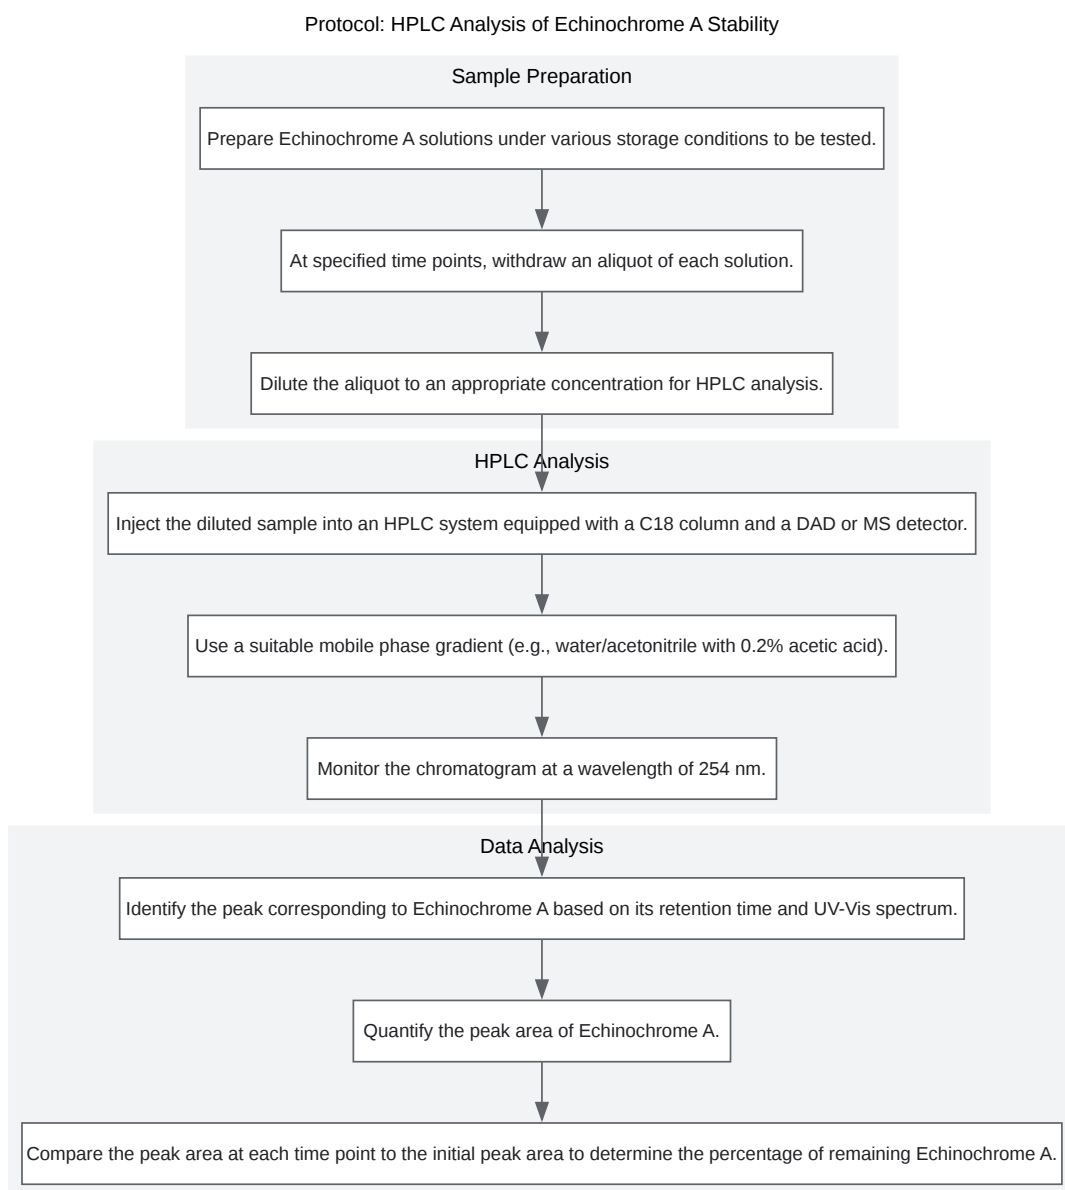 Protocol: HPLC Analysis of Echinochrome A Stability
Sample Preparation
Prepare Echinochrome A solutions under various storage conditions to be tested.
At specified time points, withdraw an aliquot of each solution.
Dilute the aliquot to an appropriate concentration for HPLC analysis.
HPLC Analysis
Inject the diluted sample into an HPLC system equipped with a C18 column and a DAD or MS detector.
Use a suitable mobile phase gradient (e.g., water/acetonitrile with 0.2% acetic acid).
Monitor the chromatogram at a wavelength of 254 nm.
Data Analysis
Identify the peak corresponding to Echinochrome A based on its retention time and UV-Vis spectrum.
Quantify the peak area of Echinochrome A.
Compare the peak area at each time point to the initial peak area to determine the percentage of remaining Echinochrome A.